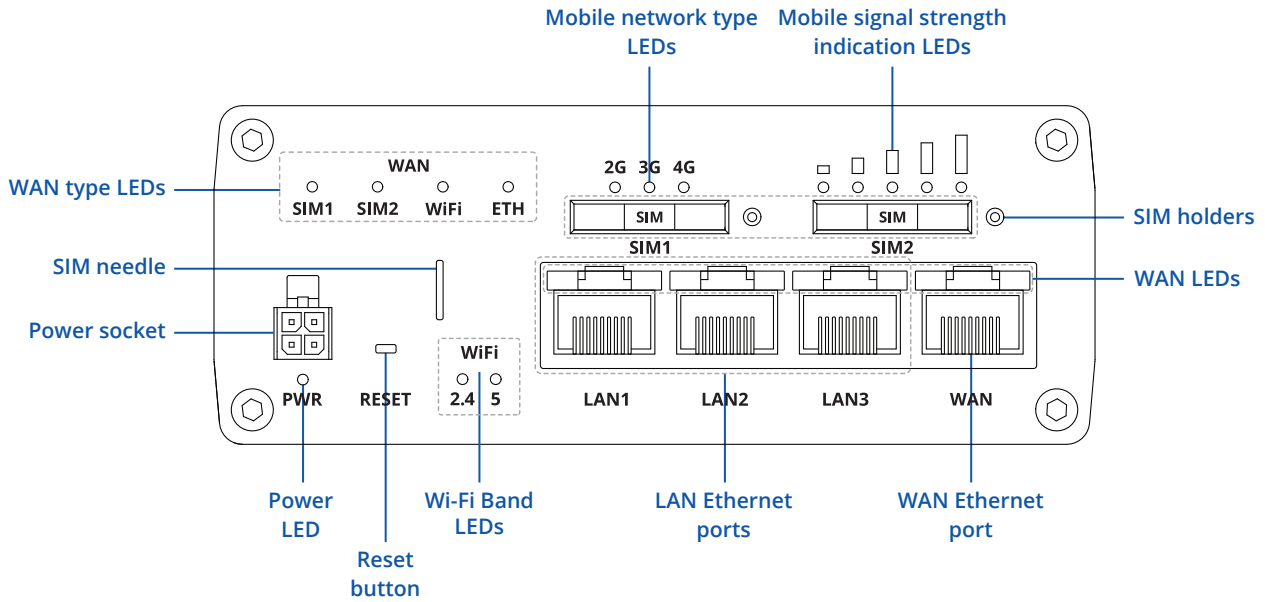 Mobile network type
LEDs
Mobile signal strength
indication LEDs
WAN type LEDs
WAN
SIM1 SIM2 WiFi ETH
2G 3G 4G
SIM
SIM1
SIM
SIM2
SIM holders
SIM needle
WAN LEDs
Power socket
WiFi
2.4 5
PWR
RESET
LAN1
LAN2
LAN3
WAN
Power
LED
Reset
button
Wi-Fi Band
LEDs
LAN Ethernet
ports
WAN Ethernet
port